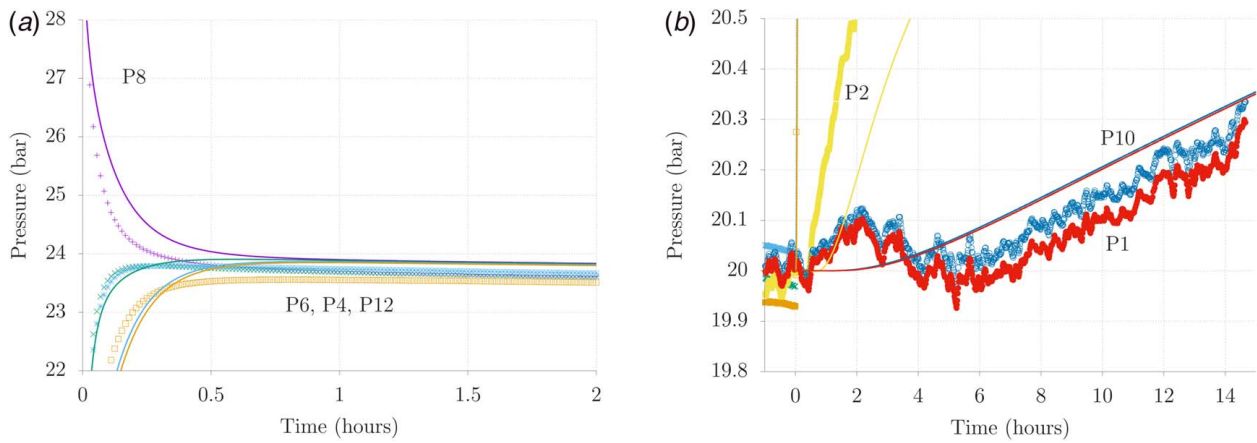 (a)
28
27
26
25
24
23
22
Pressure (bar)
P8
P6, P4, P12
0 0.5 1 1.5 2
Time (hours)
(b)
20.5
20.4
20.3
20.2
20.1
20
19.9
19.8
Pressure (bar)
P2
P10
P1
0 2 4 6 8 10 12 14
Time (hours)